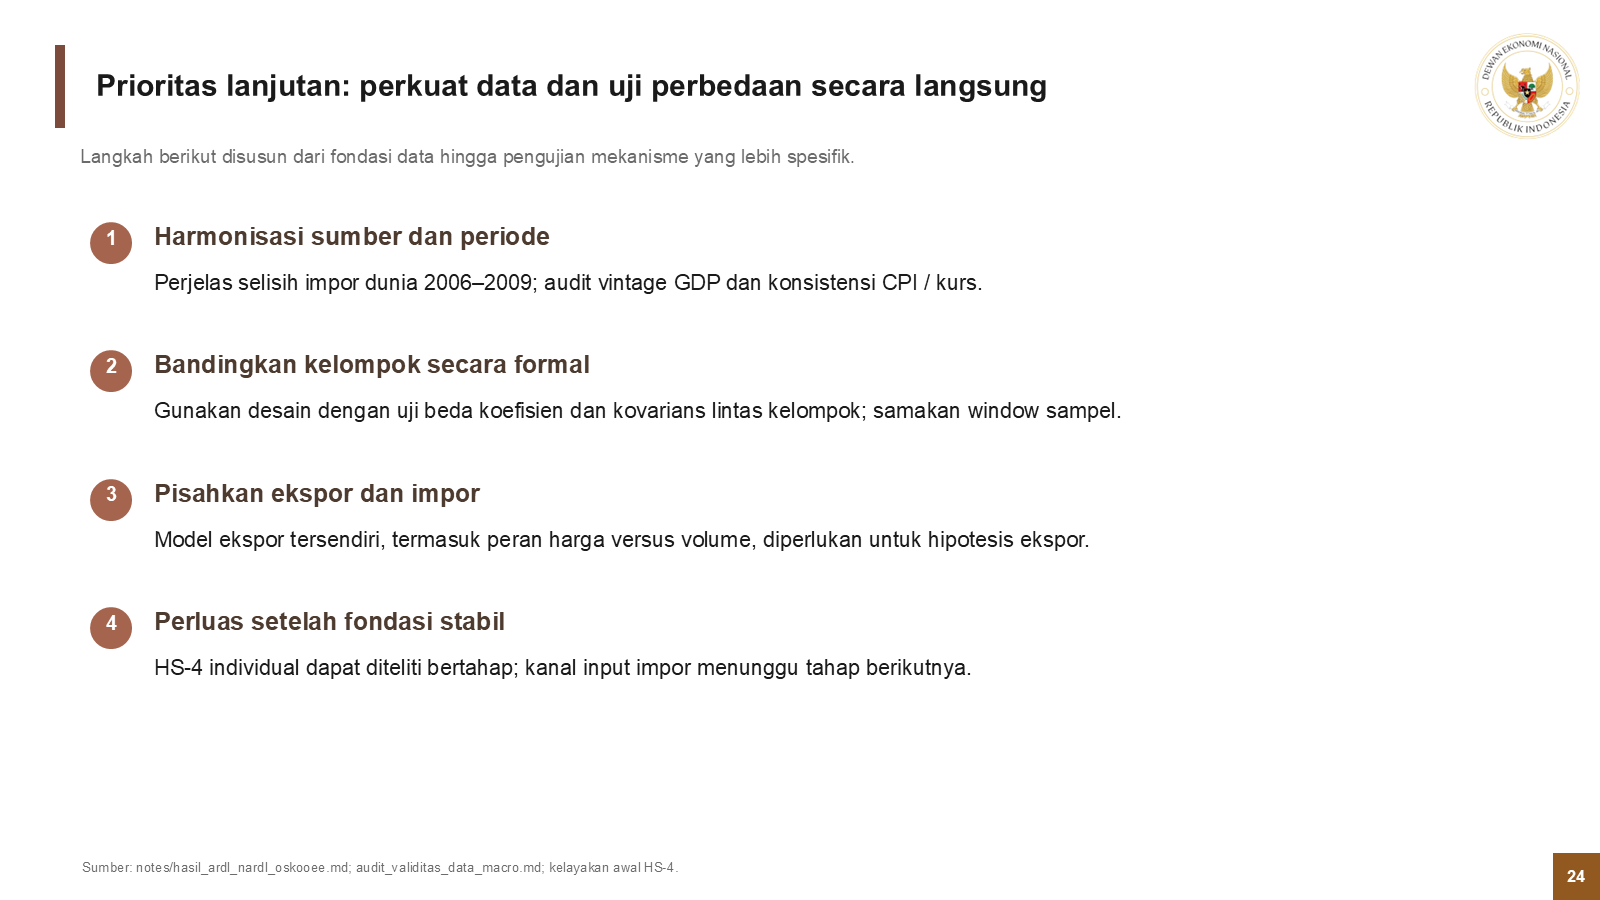 Prioritas lanjutan: perkuat data dan uji perbedaan secara langsung
DEWAN EKONOMI NASIONAL
REPUBLIK INDONESIA
Langkah berikut disusun dari fondasi data hingga pengujian mekanisme yang lebih spesifik.
1
Harmonisasi sumber dan periode
Perjelas selisih impor dunia 2006–2009; audit vintage GDP dan konsistensi CPI / kurs.
2
Bandingkan kelompok secara formal
Gunakan desain dengan uji beda koefisien dan kovarians lintas kelompok; samakan window sampel.
3
Pisahkan ekspor dan impor
Model ekspor tersendiri, termasuk peran harga versus volume, diperlukan untuk hipotesis ekspor.
4
Perluas setelah fondasi stabil
HS-4 individual dapat diteliti bertahap; kanal input impor menunggu tahap berikutnya.
Sumber: notes/hasil_ardl_nardl_oskooee.md; audit_validitas_data_macro.md; kelayakan awal HS-4.
24